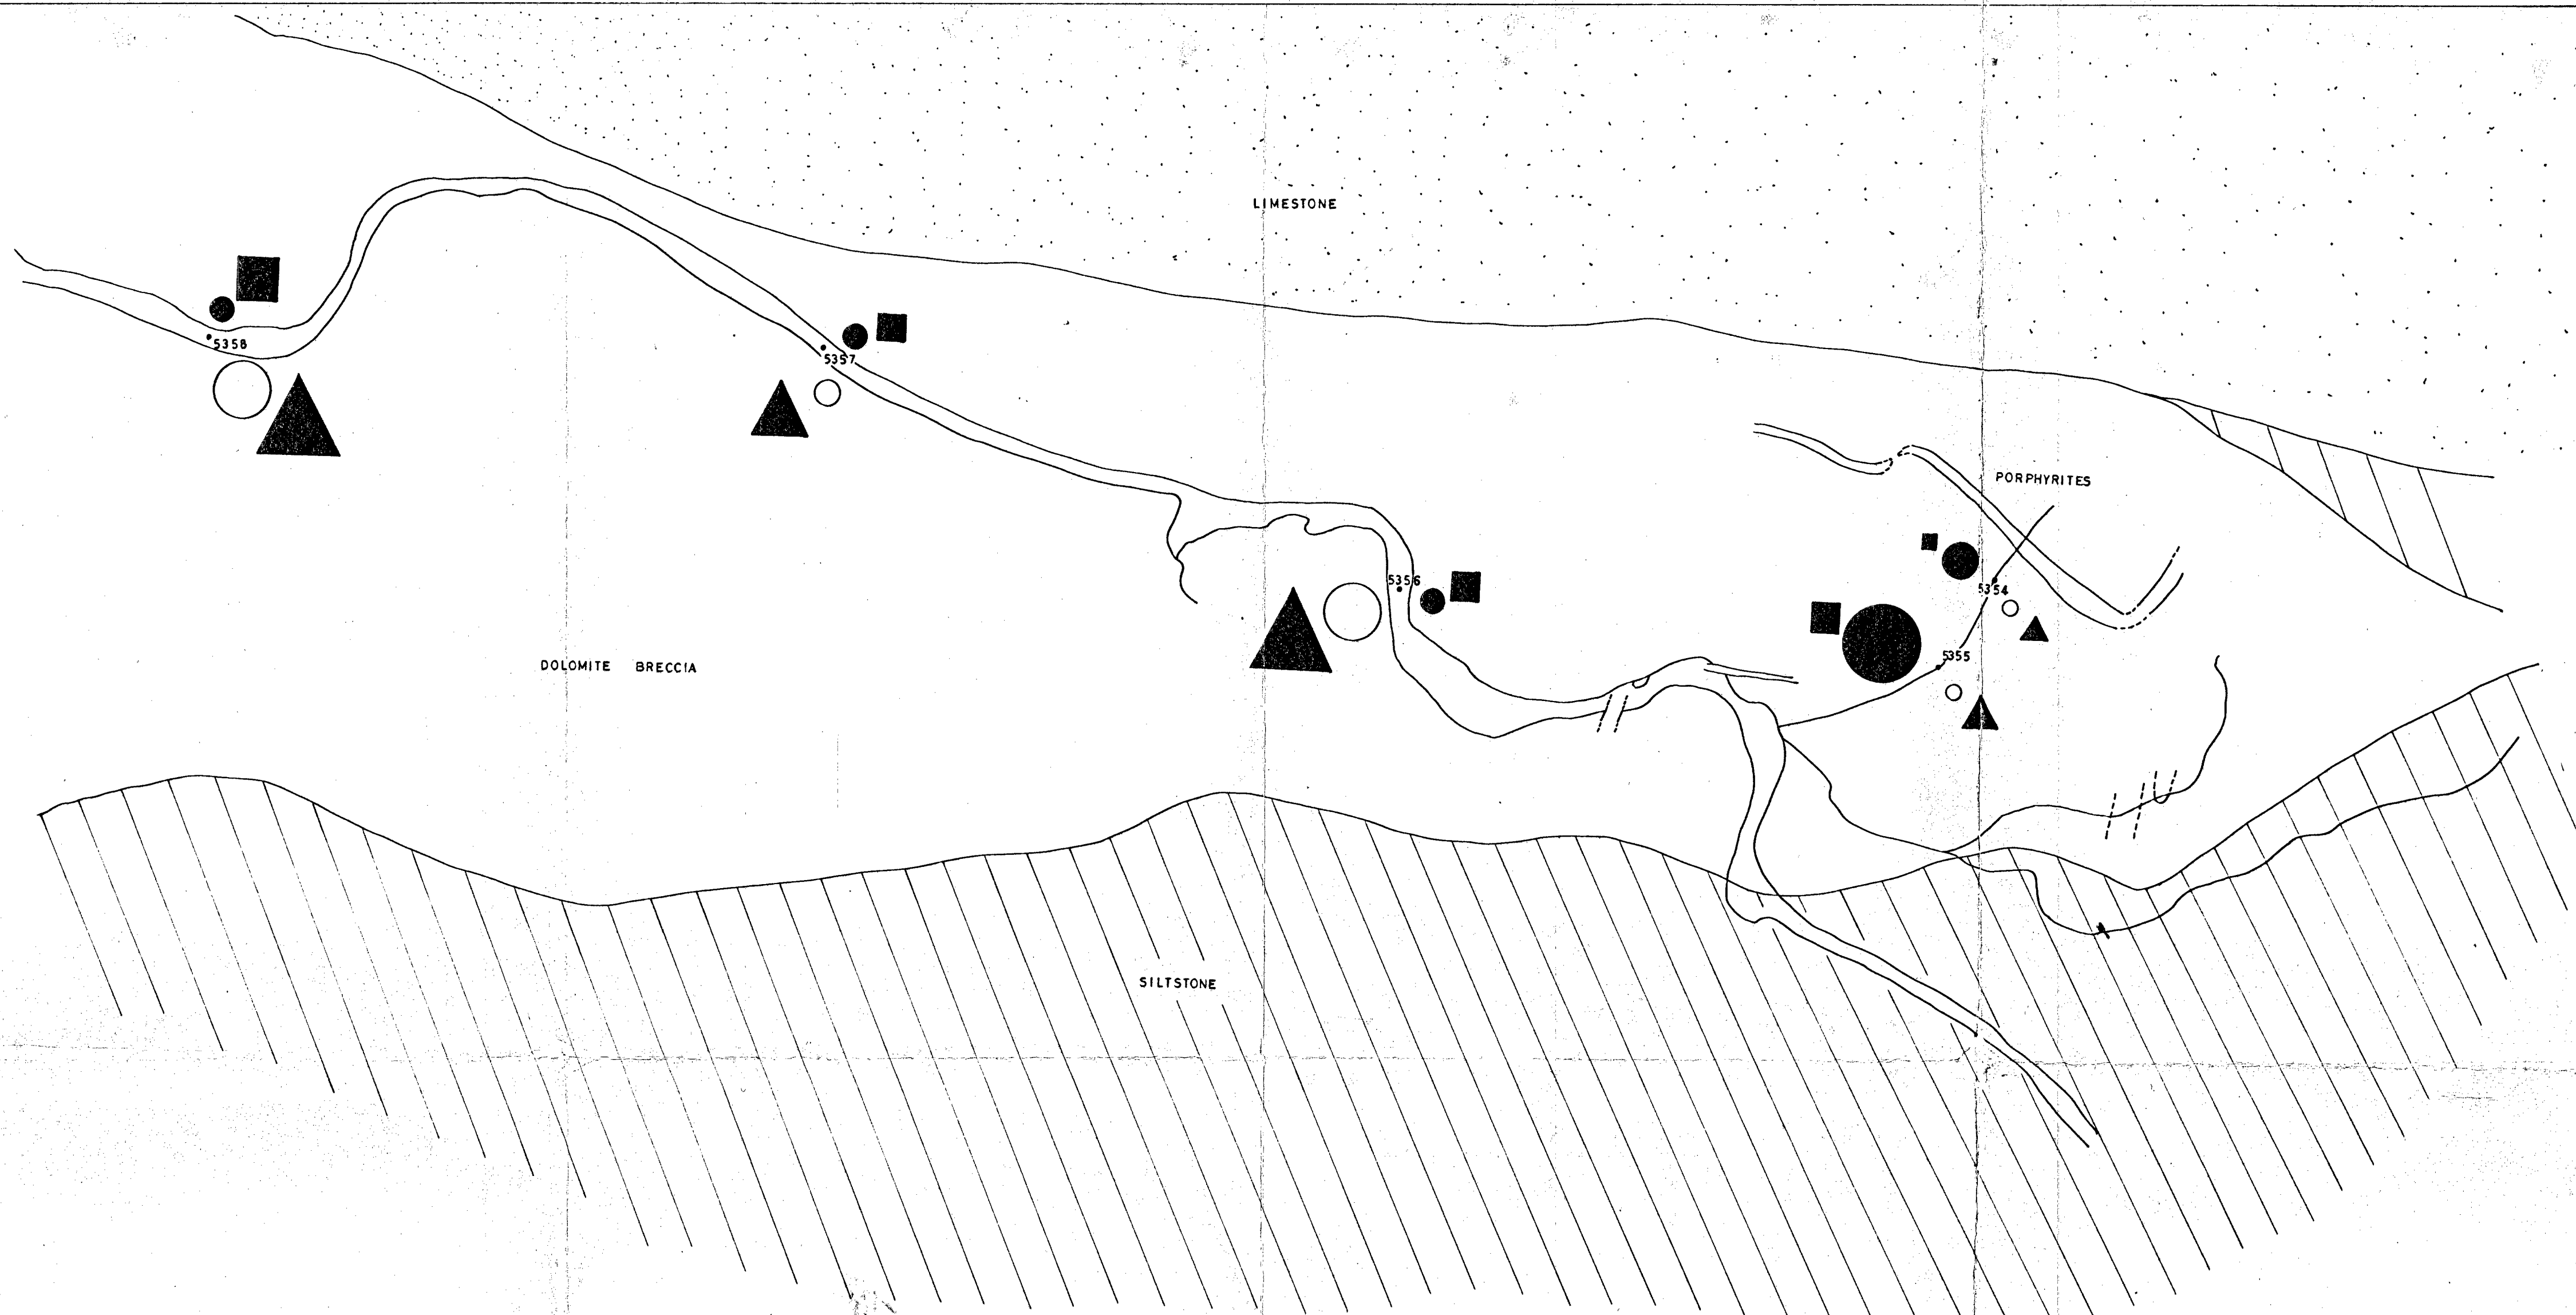 LIMESTONE
5358
5357
PORPHYRITES
5356
5354
5355
DOLOMITE BRECCIA
SILTSTONE